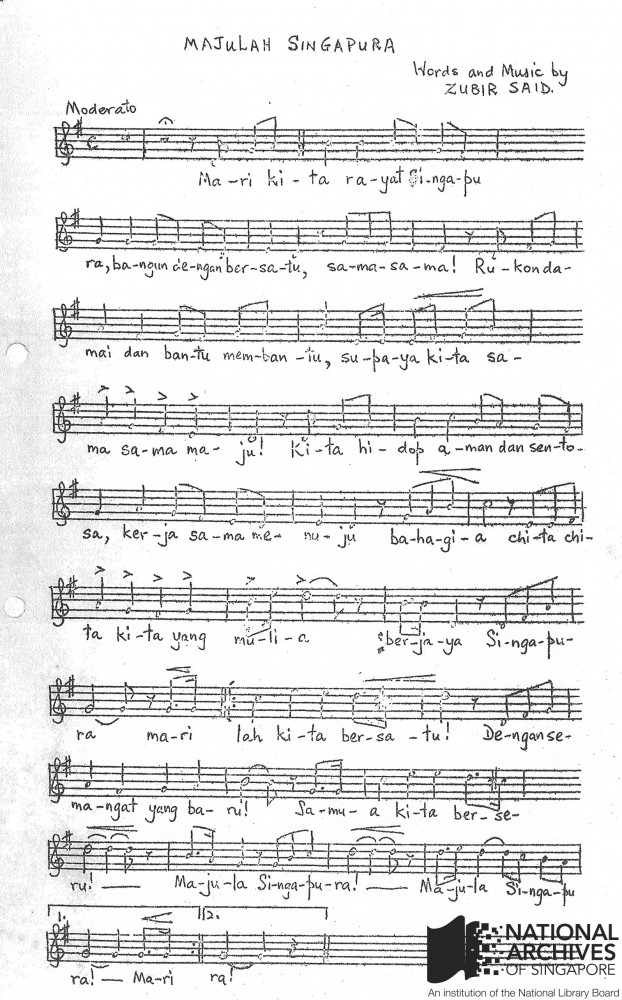 MAJULAH SINGAPURA
Words and Music by
ZUBIR SAID.
Moderato
Ma-ri ki-ta ra-yat Si-nga-pu
ra, ba-ngun de-ngan ber-sa-tu, sa-ma-sa-ma! Ru-kon da-
mai dan ban-tu mem-ban-tu, su-pa-ya ki-ta sa-
ma sa-ma ma-ju! Ki-ta hi-dop a-man dan sen-to-
sa, ker-ja sa-ma me-nu-ju ba-ha-gi-a chi-ta chi-
ta ki-ta yang mu-li-a ber-ja-ya Si-nga-pu-
ra ma-ri lah ki-ta ber-sa-tu! De-ngan se-
ma-ngat yang ba-ru! Sa-mu-a ki-ta ber-se-
ru! — Ma-ju-la Si-nga-pu-ra! — Ma-ju-la Si-nga-pu
1. 2.
ra! — Ma-ri ra!
NATIONAL
ARCHIVES
OF SINGAPORE
An institution of the National Library Board